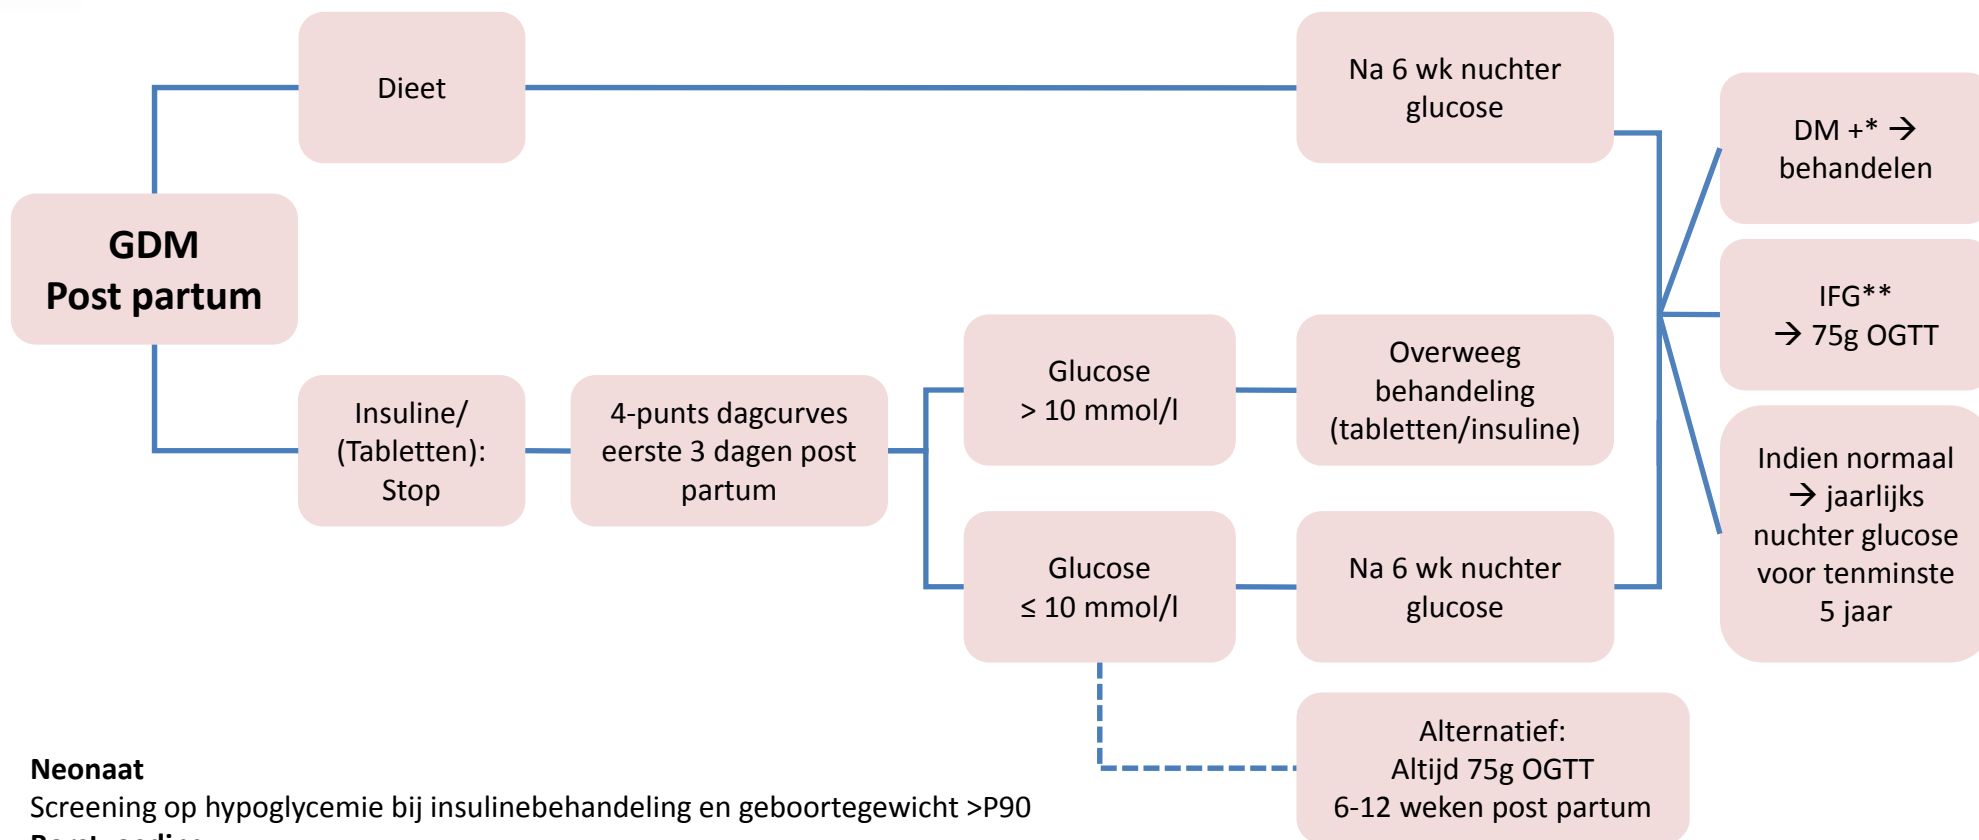 Dieet
Na 6 wk nuchter
glucose
DM +* →
behandelen
GDM
Post partum
IFG**
→ 75g OGTT
Insuline/
(Tabletten):
Stop
4-punts dagcurves
eerste 3 dagen post
partum
Glucose
> 10 mmol/l
Overweeg
behandeling
(tabletten/insuline)
Indien normaal
→ jaarlijks
nuchter glucose
voor tenminste
5 jaar
Glucose
≤ 10 mmol/l
Na 6 wk nuchter
glucose
Alternatief:
Altijd 75g OGTT
6-12 weken post partum
Neonaat
Screening op hypoglycemie bij insulinebehandeling en geboortegewicht >P90